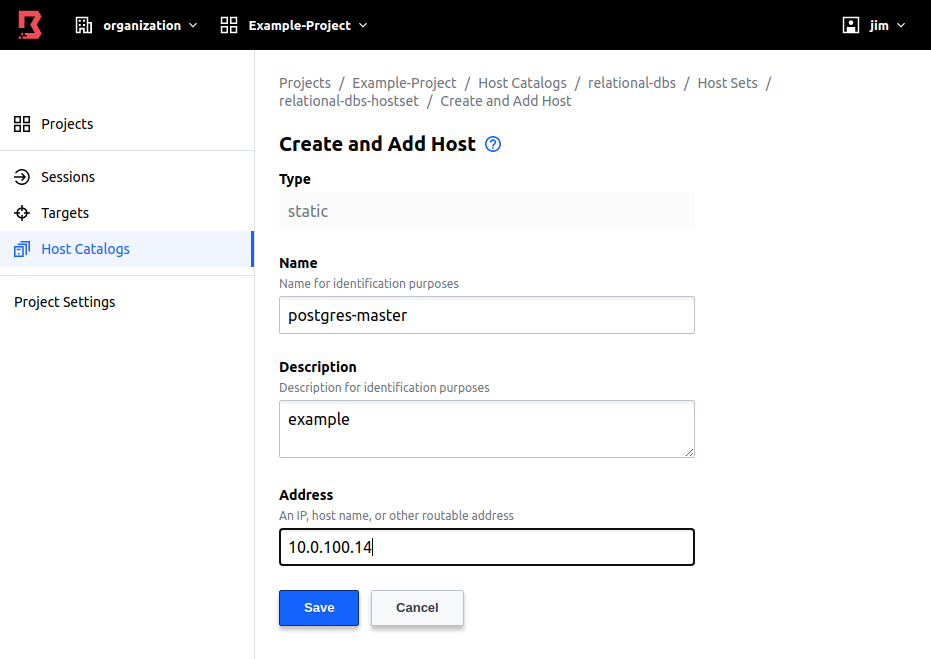 organization Example-Project jim
Projects
Sessions
Targets
Host Catalogs
Project Settings
Projects / Example-Project / Host Catalogs / relational-dbs / Host Sets /
relational-dbs-hostset / Create and Add Host
Create and Add Host ?
Type
static
Name
Name for identification purposes
postgres-master
Description
Description for identification purposes
example
Address
An IP, host name, or other routable address
10.0.100.14
Save Cancel